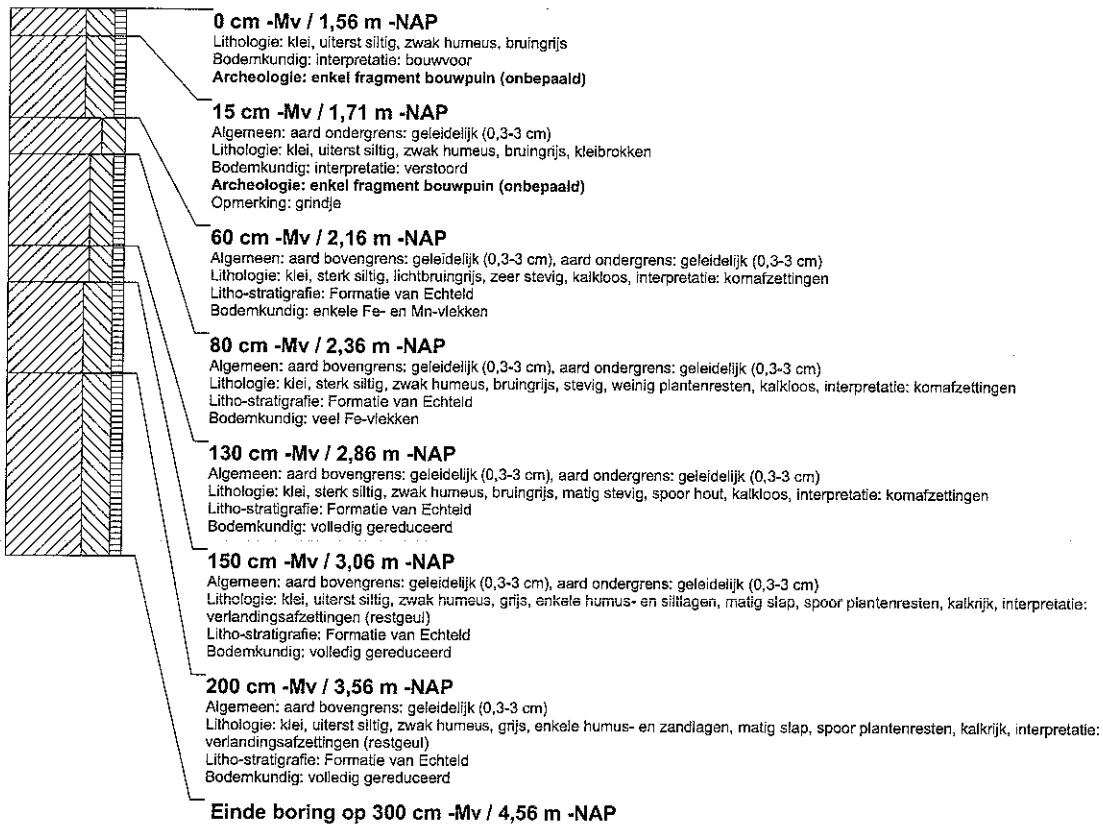 0 cm -Mv / 1,56 m -NAP
Lithologie: klei, uiterst siltig, zwak humeus, bruingrijs
Bodemkundig: interpretatie: bouwvoor
Archeologie: enkel fragment bouwpuin (onbepaald)
15 cm -Mv / 1,71 m -NAP
Algemeen: aard ondergrens: geleidelijk (0,3-3 cm)
Lithologie: klei, uiterst siltig, zwak humeus, bruingrijs, kleibrokken
Bodemkundig: interpretatie: verstoord
Archeologie: enkel fragment bouwpuin (onbepaald)
Opmerking: grindje
60 cm -Mv / 2,16 m -NAP
Algemeen: aard bovengrens: geleidelijk (0,3-3 cm), aard ondergrens: geleidelijk (0,3-3 cm)
Lithologie: klei, sterk siltig, lichtbruingrijs, zeer stevig, kalkloos, interpretatie: komafzettingen
Litho-stratigrafie: Formatie van Echteld
Bodemkundig: enkele Fe- en Mn-vlekken
80 cm -Mv / 2,36 m -NAP
Algemeen: aard bovengrens: geleidelijk (0,3-3 cm), aard ondergrens: geleidelijk (0,3-3 cm)
Lithologie: klei, sterk siltig, zwak humeus, bruingrijs, stevig, weinig plantenresten, kalkloos, interpretatie: komafzettingen
Litho-stratigrafie: Formatie van Echteld
Bodemkundig: veel Fe-vlekken
130 cm -Mv / 2,86 m -NAP
Algemeen: aard bovengrens: geleidelijk (0,3-3 cm), aard ondergrens: geleidelijk (0,3-3 cm)
Lithologie: klei, sterk siltig, zwak humeus, bruingrijs, matig stevig, spoor hout, kalkloos, interpretatie: komafzettingen
Litho-stratigrafie: Formatie van Echteld
Bodemkundig: volledig gereduceerd
150 cm -Mv / 3,06 m -NAP
Algemeen: aard bovengrens: geleidelijk (0,3-3 cm), aard ondergrens: geleidelijk (0,3-3 cm)
Lithologie: klei, uiterst siltig, zwak humeus, grijs, enkele humus- en siltlagen, matig slap, spoor plantenresten, kalkrijk, interpretatie:
verlandingsafzettingen (restgeul)
Litho-stratigrafie: Formatie van Echteld
Bodemkundig: volledig gereduceerd
200 cm -Mv / 3,56 m -NAP
Algemeen: aard bovengrens: geleidelijk (0,3-3 cm)
Lithologie: klei, uiterst siltig, zwak humeus, grijs, enkele humus- en zandlagen, matig slap, spoor plantenresten, kalkrijk, interpretatie:
verlandingsafzettingen (restgeul)
Litho-stratigrafie: Formatie van Echteld
Bodemkundig: volledig gereduceerd
Einde boring op 300 cm -Mv / 4,56 m -NAP